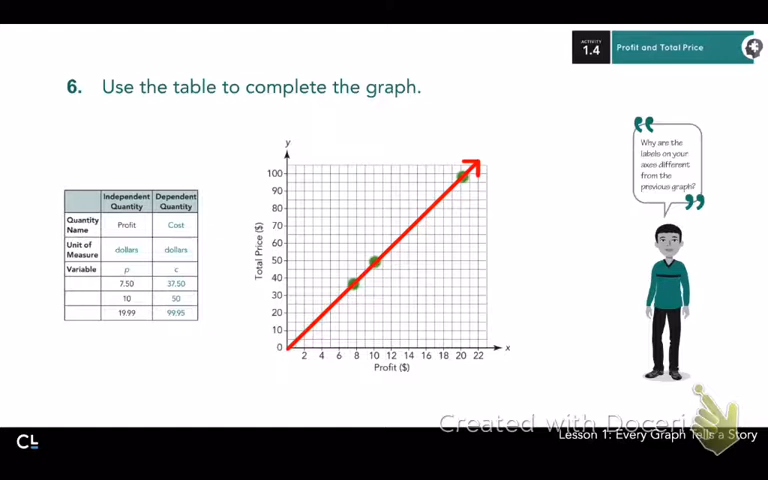 ACTIVITY
1.4
Profit and Total Price
6. Use the table to complete the graph.
Why are the
labels on your
axes different
from the
previous graph?
Independent Quantity Dependent Quantity
Quantity Name Profit Cost
Unit of Measure dollars dollars
Variable p c
7.50 37.50
10 50
19.99 99.95
y
100
90
80
70
60
50
40
30
20
10
0
Total Price ($)
2 4 6 8 10 12 14 16 18 20 22 x
Profit ($)
Created with Doceri
Lesson 1: Every Graph Tells a Story
CL